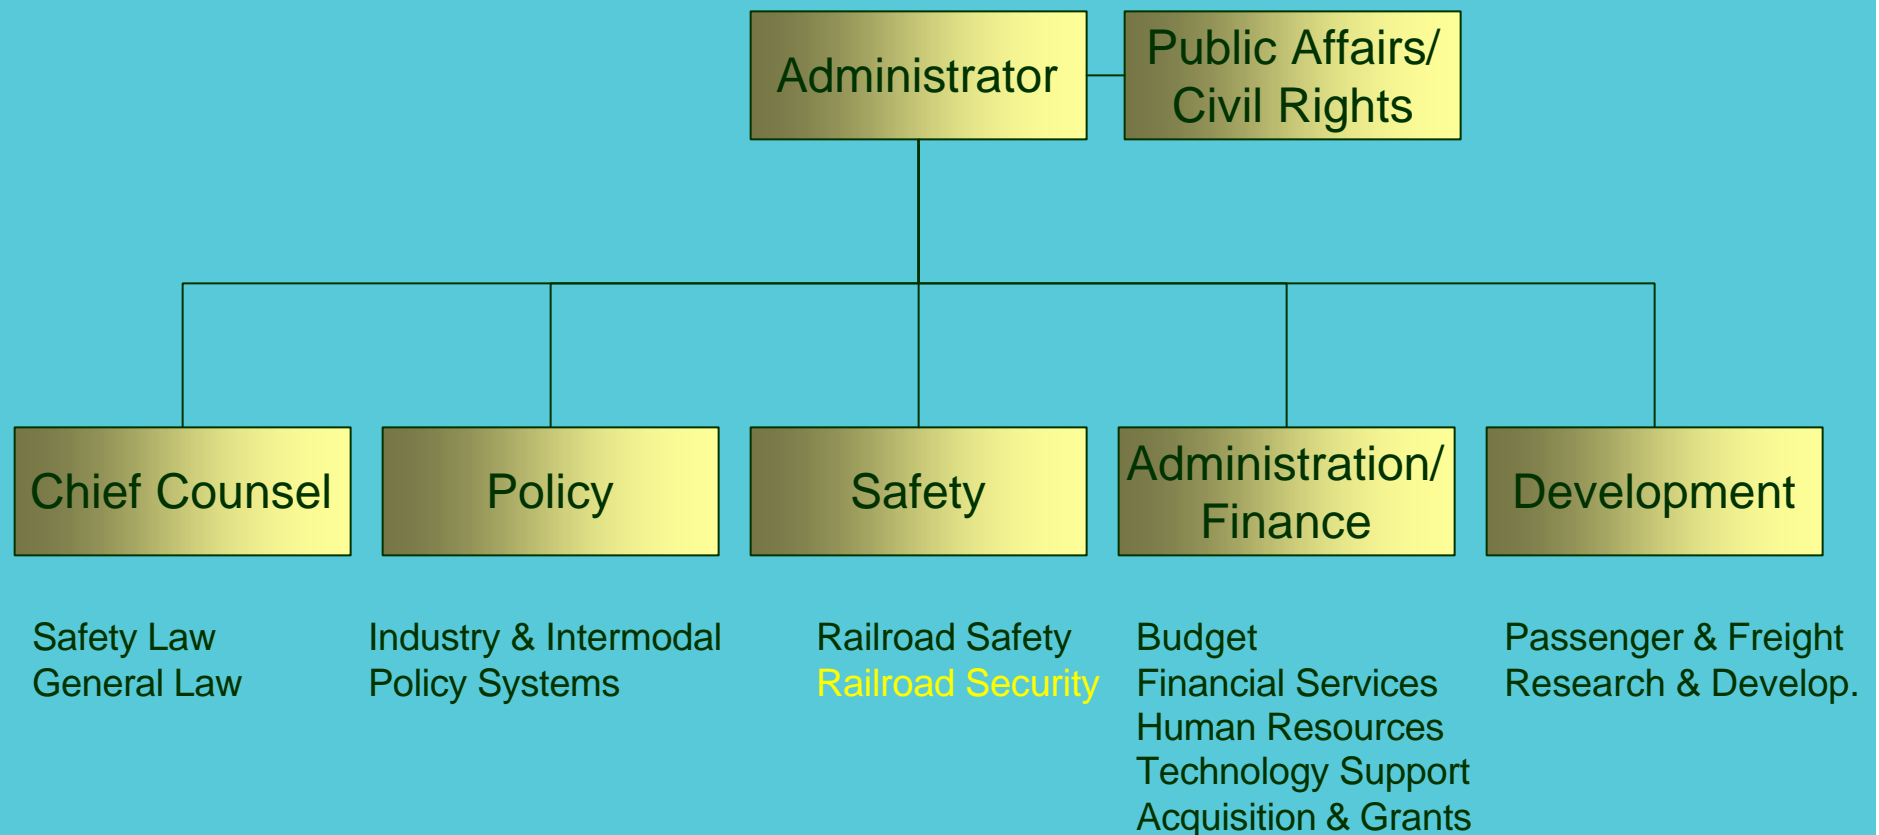 Administrator
Public Affairs/
Civil Rights
Chief Counsel
Policy
Safety
Administration/
Finance
Development
Safety Law
General Law
Industry & Intermodal
Policy Systems
Railroad Safety
Railroad Security
Budget
Financial Services
Human Resources
Technology Support
Acquisition & Grants
Passenger & Freight
Research & Develop.